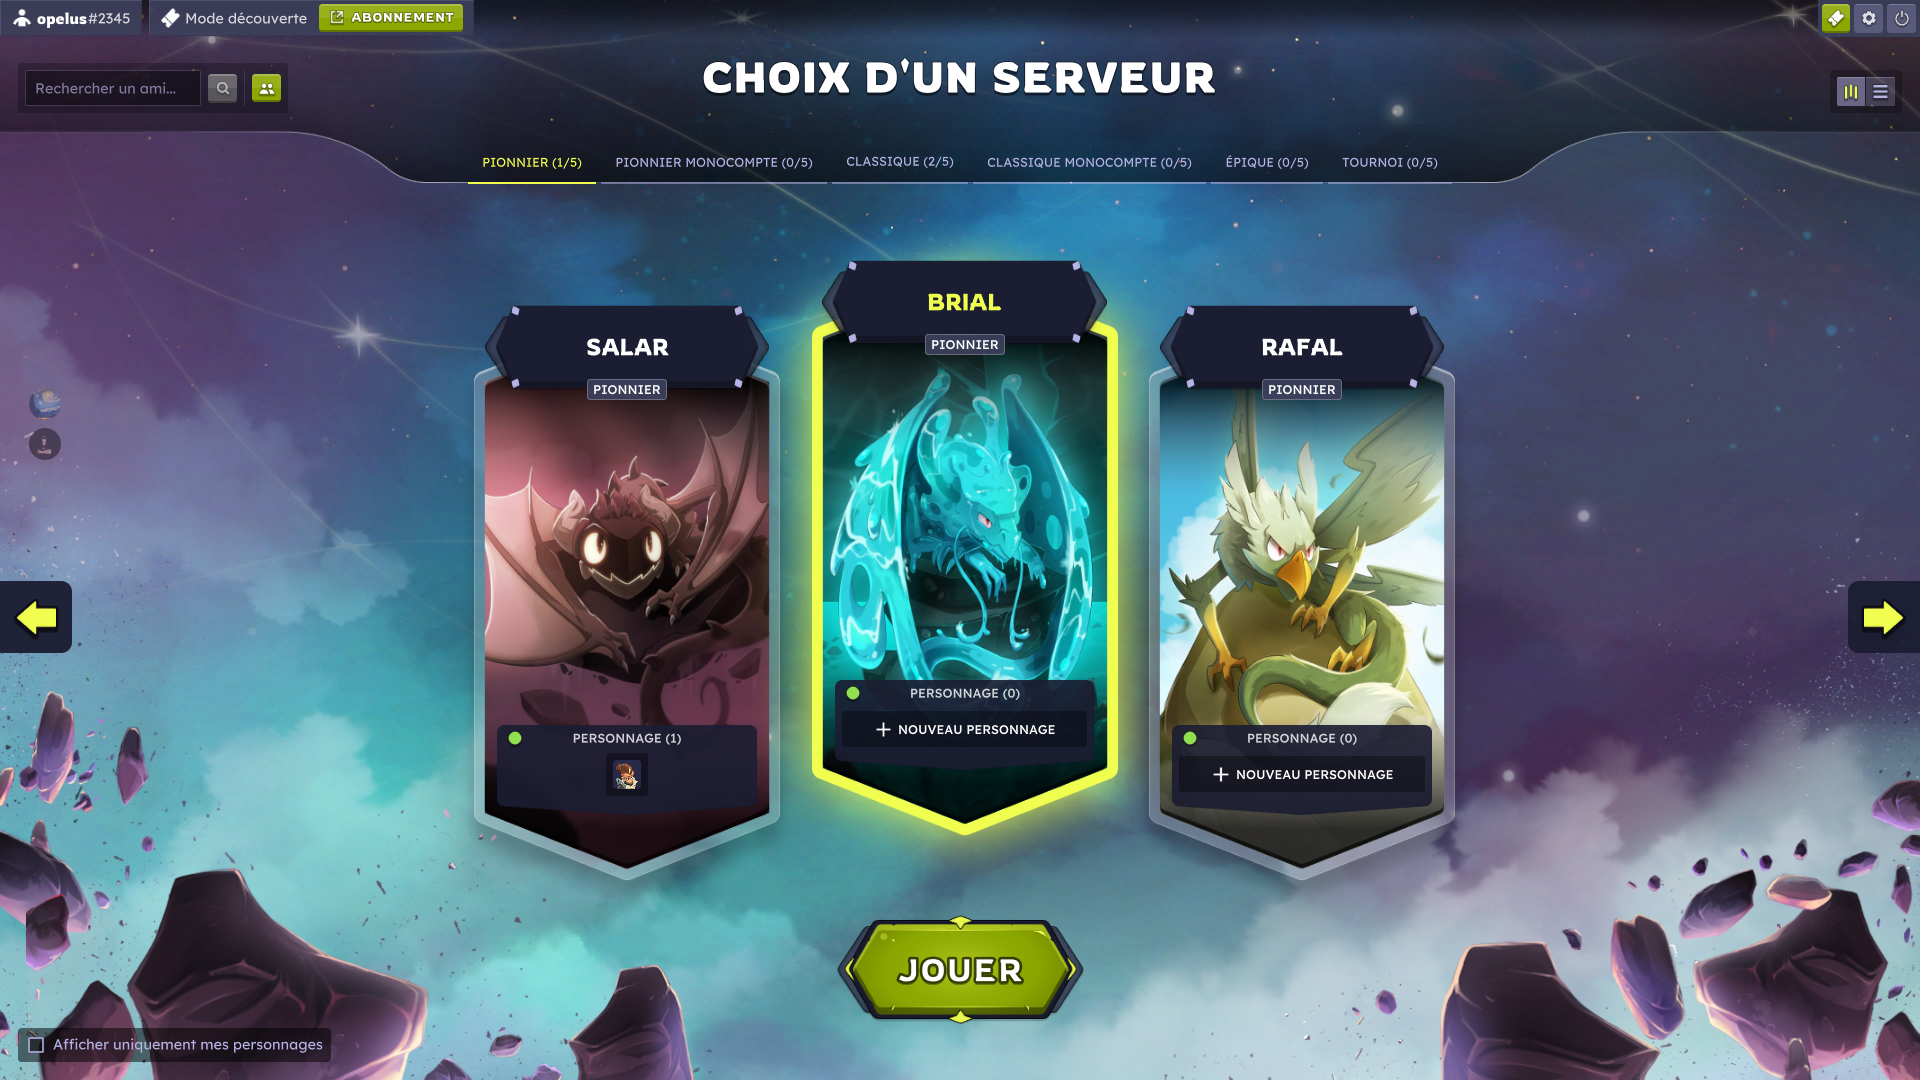 opelus#2345
Mode découverte
ABONNEMENT
Rechercher un ami...
CHOIX D'UN SERVEUR
PIONNIER (1/5)
PIONNIER MONOCOMPTE (0/5)
CLASSIQUE (2/5)
CLASSIQUE MONOCOMPTE (0/5)
ÉPIQUE (0/5)
TOURNOI (0/5)
SALAR
PIONNIER
PERSONNAGE (1)
BRIAL
PIONNIER
PERSONNAGE (0)
NOUVEAU PERSONNAGE
RAFAL
PIONNIER
PERSONNAGE (0)
NOUVEAU PERSONNAGE
JOUER
Afficher uniquement mes personnages